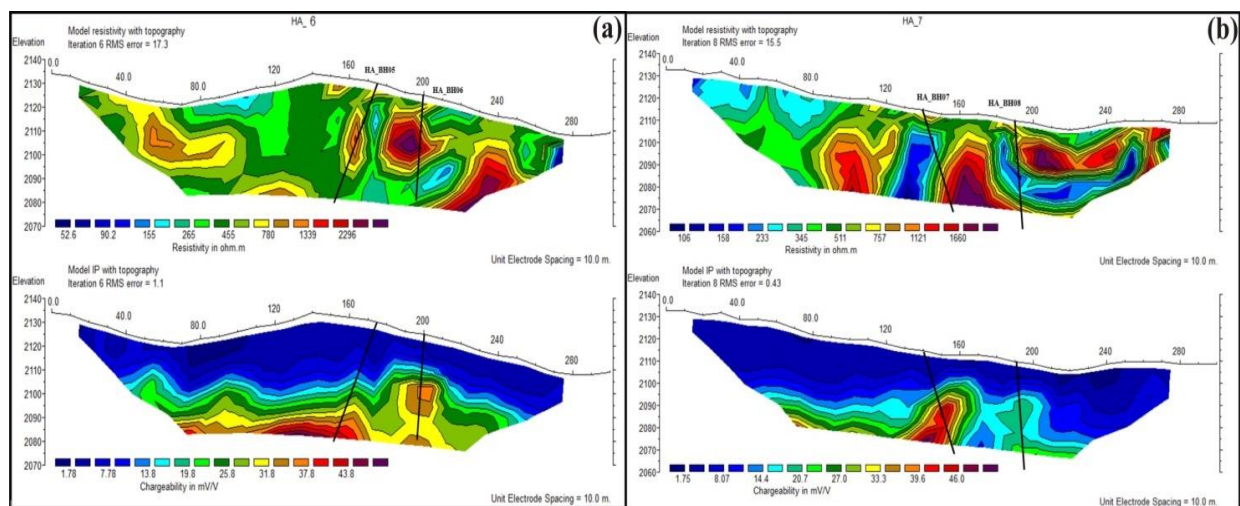 HA_ 6
(a)
Model resistivity with topography
Iteration 6 RMS error = 17.3
Elevation
2140
2130
2120
2110
2100
2090
2080
2070
0.0
40.0
80.0
120
160
200
240
280
HA_BH05
HA_BH06
52.6 90.2 155 265 455 780 1339 2296
Resistivity in ohm.m
Unit Electrode Spacing = 10.0 m.
Model IP with topography
Iteration 6 RMS error = 1.1
Elevation
2140
2130
2120
2110
2100
2090
2080
2070
0.0
40.0
80.0
120
160
200
240
280
1.78 7.78 13.8 19.8 25.8 31.8 37.8 43.8
Chargeability in mV/V
Unit Electrode Spacing = 10.0 m.
HA_7
(b)
Model resistivity with topography
Iteration 8 RMS error = 15.5
Elevation
2140
2130
2120
2110
2100
2090
2080
2070
2060
0.0
40.0
80.0
120
160
200
240
280
HA_BH07
HA_BH08
106 158 233 345 511 757 1121 1660
Resistivity in ohm.m
Unit Electrode Spacing = 10.0 m.
Model IP with topography
Iteration 8 RMS error = 0.43
Elevation
2140
2130
2120
2110
2100
2090
2080
2070
2060
0.0
40.0
80.0
120
160
200
240
280
1.75 8.07 14.4 20.7 27.0 33.3 39.6 46.0
Chargeability in mV/V
Unit Electrode Spacing = 10.0 m.